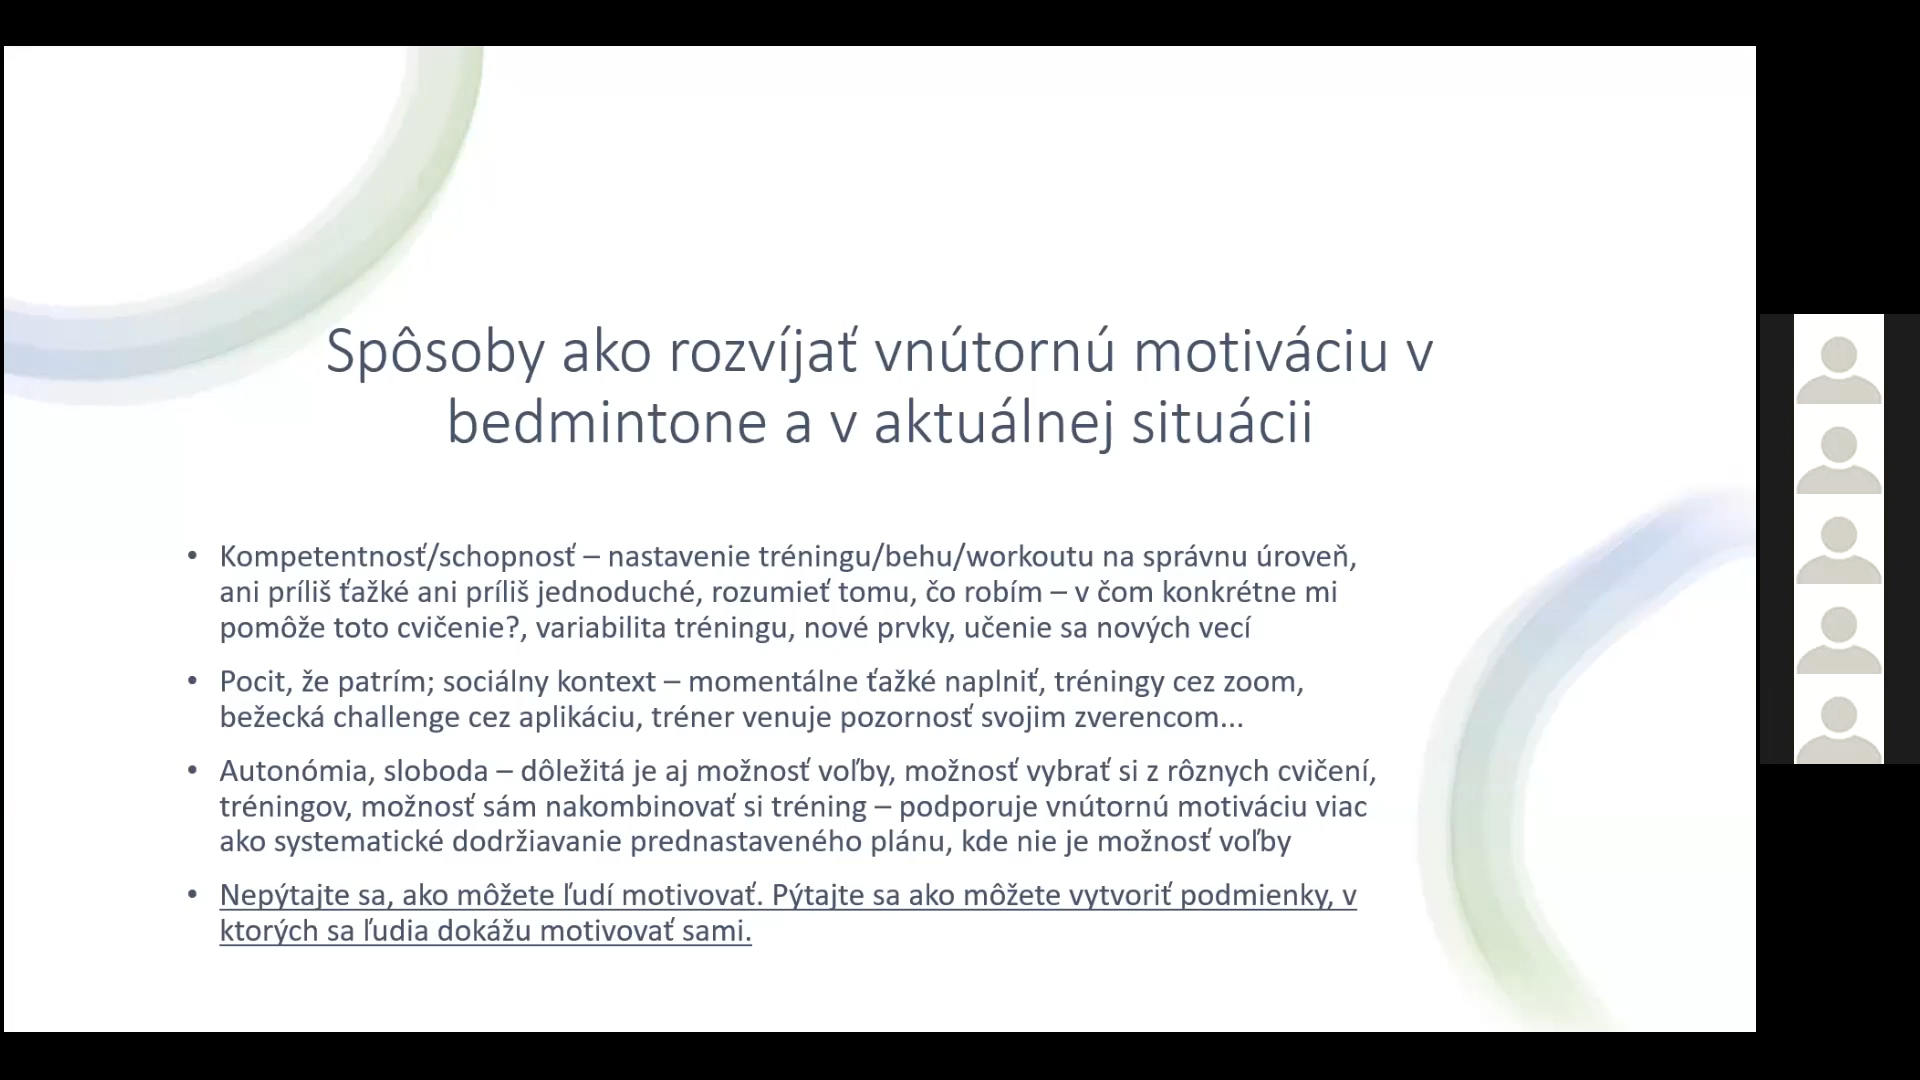 Spôsoby ako rozvíjať vnútornú motiváciu v
bedmintone a v aktuálnej situácii
• Kompetentnosť/schopnosť – nastavenie tréningu/behu/workoutu na správnu úroveň,
ani príliš ťažké ani príliš jednoduché, rozumieť tomu, čo robím – v čom konkrétne mi
pomôže toto cvičenie?, variabilita tréningu, nové prvky, učenie sa nových vecí
• Pocit, že patrím; sociálny kontext – momentálne ťažké naplniť, tréningy cez zoom,
bežecká challenge cez aplikáciu, tréner venuje pozornosť svojim zverencom...
• Autonómia, sloboda – dôležitá je aj možnosť voľby, možnosť vybrať si z rôznych cvičení,
tréningov, možnosť sám nakombinovať si tréning – podporuje vnútornú motiváciu viac
ako systematické dodržiavanie prednastaveného plánu, kde nie je možnosť voľby
• Nepýtajte sa, ako môžete ľudí motivovať. Pýtajte sa ako môžete vytvoriť podmienky, v
ktorých sa ľudia dokážu motivovať sami.